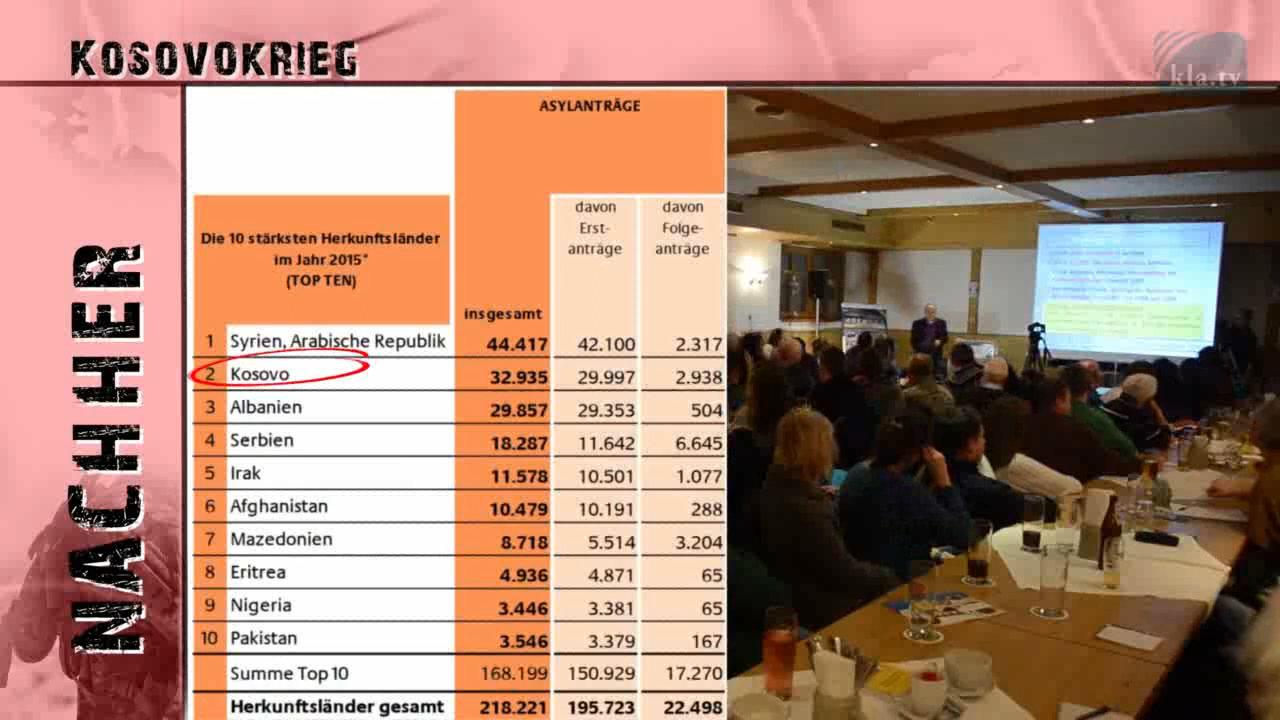 KOSOVOKRIEG
kla.tv
NACHHER
ASYLANTRÄGE
Die 10 stärksten Herkunftsländer
im Jahr 2015*
(TOP TEN)
insgesamt
davon
Erst-
anträge
davon
Folge-
anträge
1 Syrien, Arabische Republik 44.417 42.100 2.317
2 Kosovo 32.935 29.997 2.938
3 Albanien 29.857 29.353 504
4 Serbien 18.287 11.642 6.645
5 Irak 11.578 10.501 1.077
6 Afghanistan 10.479 10.191 288
7 Mazedonien 8.718 5.514 3.204
8 Eritrea 4.936 4.871 65
9 Nigeria 3.446 3.381 65
10 Pakistan 3.546 3.379 167
Summe Top 10 168.199 150.929 17.270
Herkunftsländer gesamt 218.221 195.723 22.498